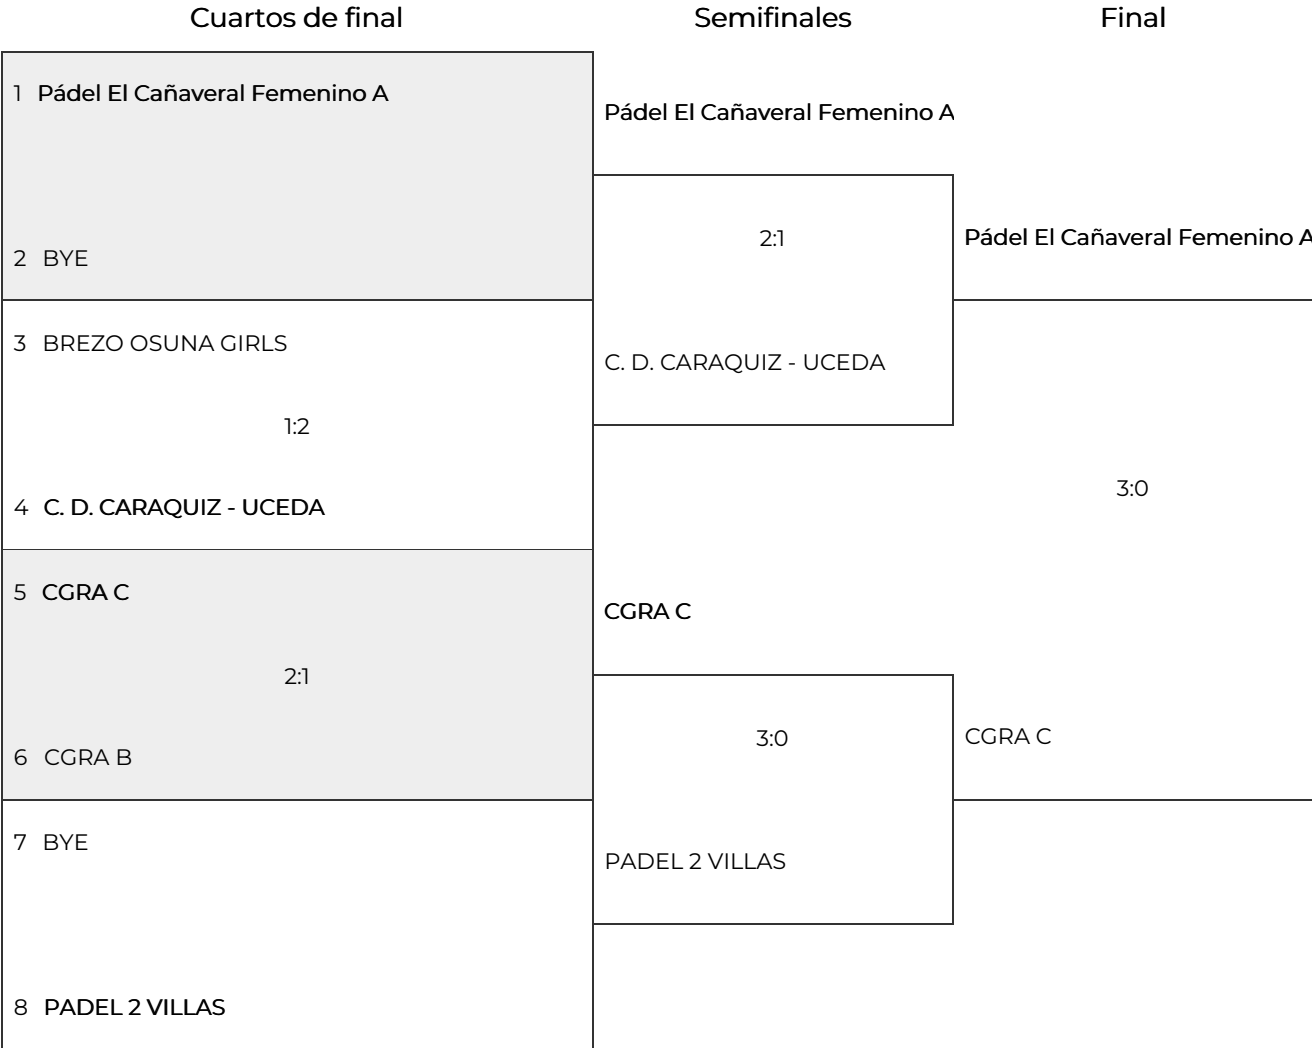 Cuartos de final
Semifinales
Final
1 Pádel El Cañaveral Femenino A
2 BYE
3 BREZO OSUNA GIRLS
1:2
4 C. D. CARAQUIZ - UCEDA
5 CGRA C
2:1
6 CGRA B
7 BYE
8 PADEL 2 VILLAS
Pádel El Cañaveral Femenino A
2:1
C. D. CARAQUIZ - UCEDA
CGRA C
3:0
PADEL 2 VILLAS
Pádel El Cañaveral Femenino A
3:0
CGRA C